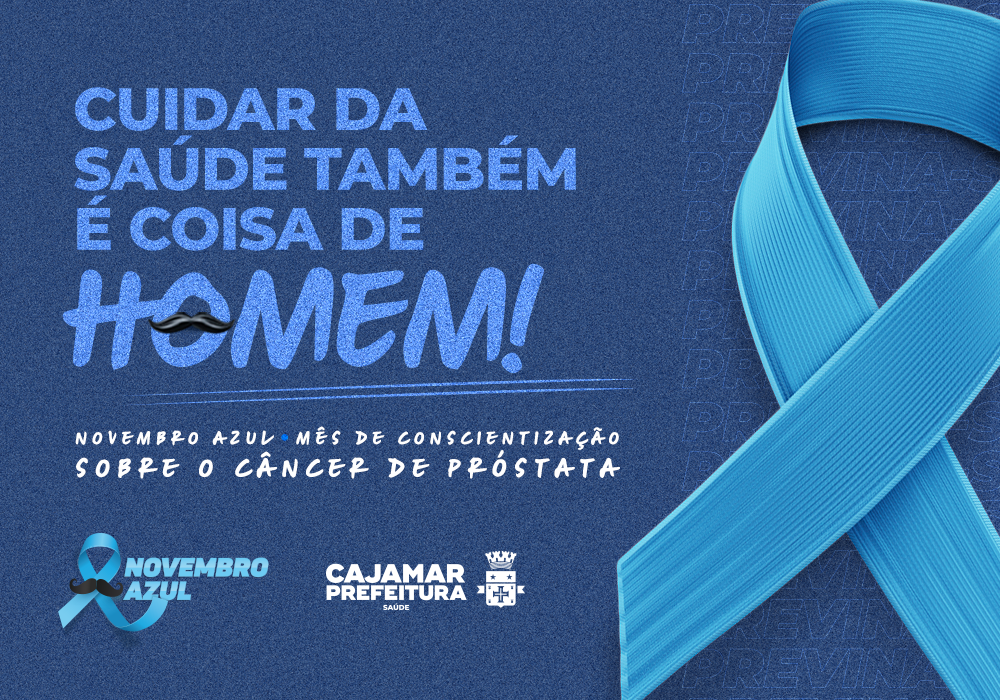 CUIDAR DA
SAÚDE TAMBÉM
É COISA DE
HOMEM!
NOVEMBRO AZUL • MÊS DE CONSCIENTIZAÇÃO
SOBRE O CÂNCER DE PRÓSTATA
NOVEMBRO
AZUL
CAJAMAR
PREFEITURA
SAÚDE
PREVINA-
PREVINA-